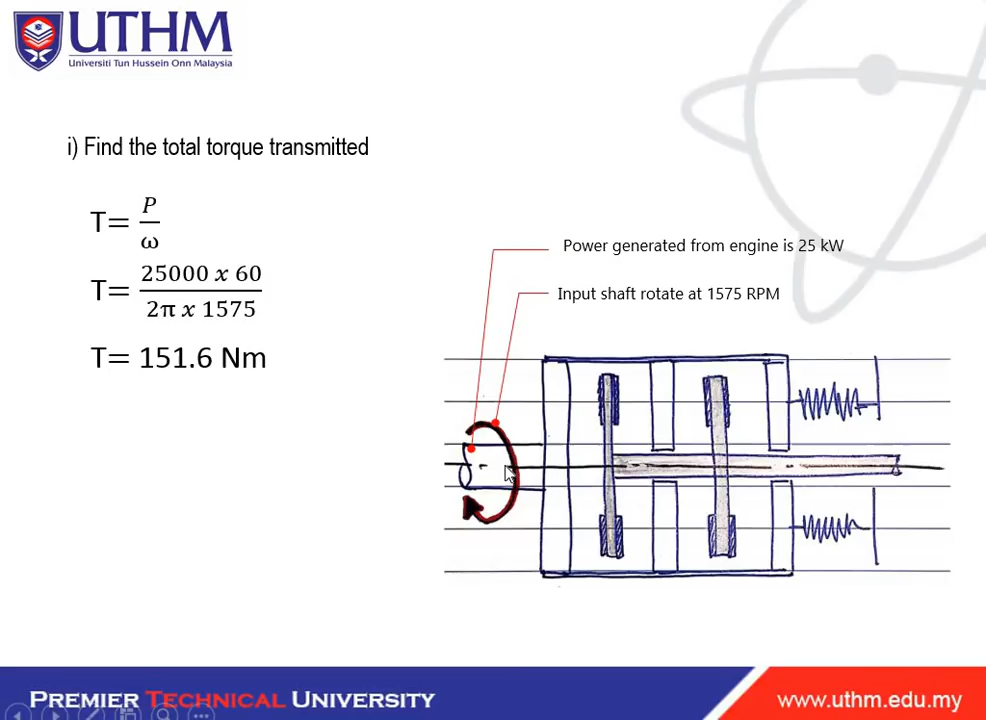 UTHM
Universiti Tun Hussein Onn Malaysia
i) Find the total torque transmitted
T= P/ω
T= 25000 x 60 / 2π x 1575
T= 151.6 Nm
Power generated from engine is 25 kW
Input shaft rotate at 1575 RPM
PREMIER TECHNICAL UNIVERSITY
www.uthm.edu.my